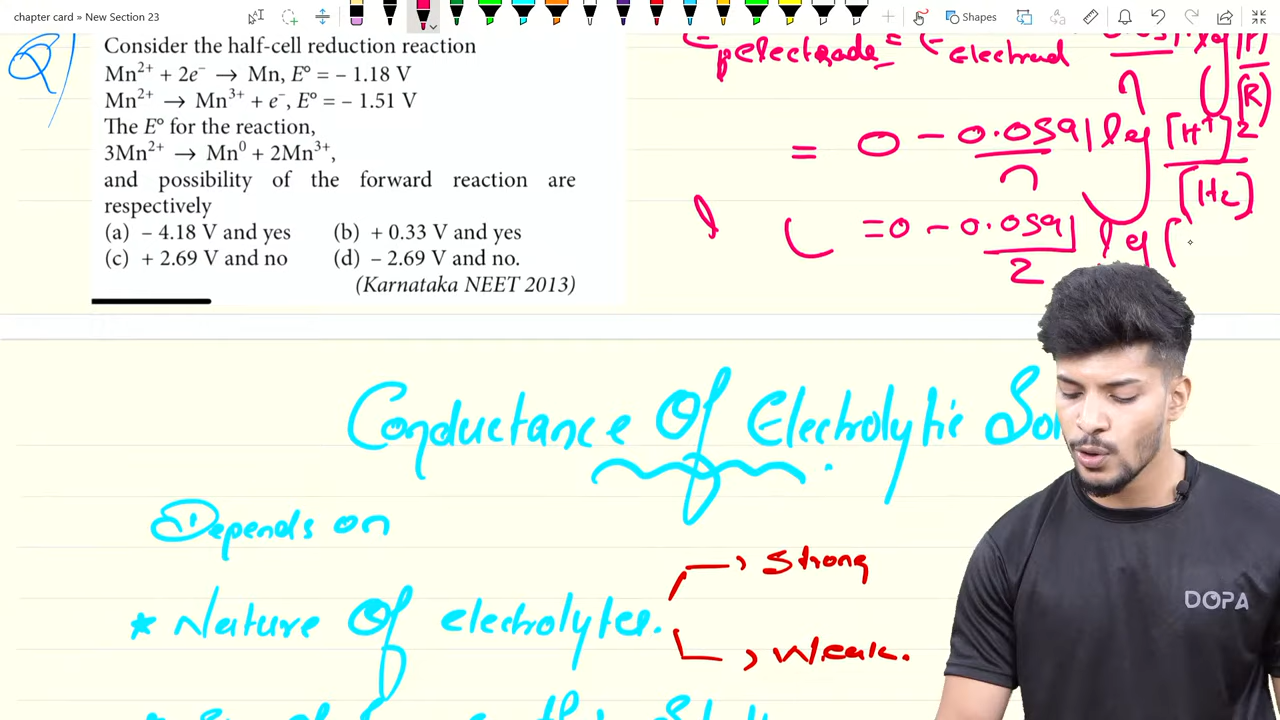 chapter card » New Section 23
Shapes
Q)
Consider the half-cell reduction reaction
Mn²⁺ + 2e⁻ → Mn, E° = – 1.18 V
Mn²⁺ → Mn³⁺ + e⁻, E° = – 1.51 V
The E° for the reaction,
3Mn²⁺ → Mn⁰ + 2Mn³⁺,
and possibility of the forward reaction are
respectively
(a) – 4.18 V and yes (b) + 0.33 V and yes
(c) + 2.69 V and no (d) – 2.69 V and no.
(Karnataka NEET 2013)
= 0 – 0.0591/n log [H⁺]²/[H₂]
= 0 – 0.0591/2 log [
Conductance Of Electrolytic
Depends on
* Nature Of electrolytes.
→ Strong
→ Weak.
DOPA